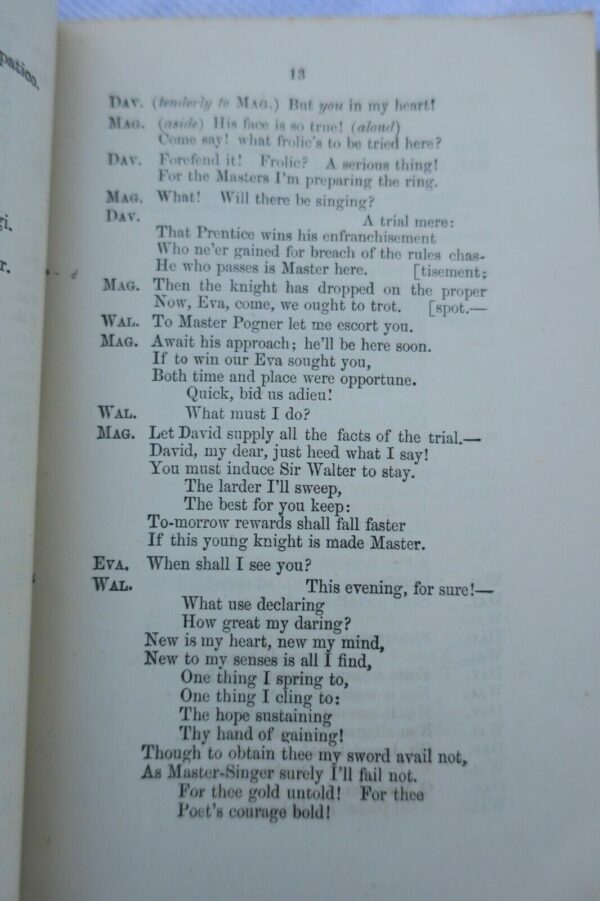 patico.
gi.
r.
13
DAV. (tenderly to MAG.) But you in my heart!
MAG. (aside) His face is so true! (aloud)
Come say! what frolic's to be tried here?
DAV. Forefend it! Frolic? A serious thing!
For the Masters I'm preparing the ring.
MAG. What! Will there be singing?
DAV. A trial mere:
That Prentice wins his enfranchisement
Who ne'er gained for breach of the rules chas-
He who passes is Master here. [tisement;
MAG. Then the knight has dropped on the proper
Now, Eva, come, we ought to trot. [spot.—
WAL. To Master Pogner let me escort you.
MAG. Await his approach; he'll be here soon.
If to win our Eva sought you,
Both time and place were opportune.
Quick, bid us adieu!
WAL. What must I do?
MAG. Let David supply all the facts of the trial.—
David, my dear, just heed what I say!
You must induce Sir Walter to stay.
The larder I'll sweep,
The best for you keep:
To-morrow rewards shall fall faster
If this young knight is made Master.
EVA. When shall I see you?
WAL. This evening, for sure!—
What use declaring
How great my daring?
New is my heart, new my mind,
New to my senses is all I find,
One thing I spring to,
One thing I cling to:
The hope sustaining
Thy hand of gaining!
Though to obtain thee my sword avail not,
As Master-Singer surely I'll fail not.
For thee gold untold! For thee
Poet's courage bold!